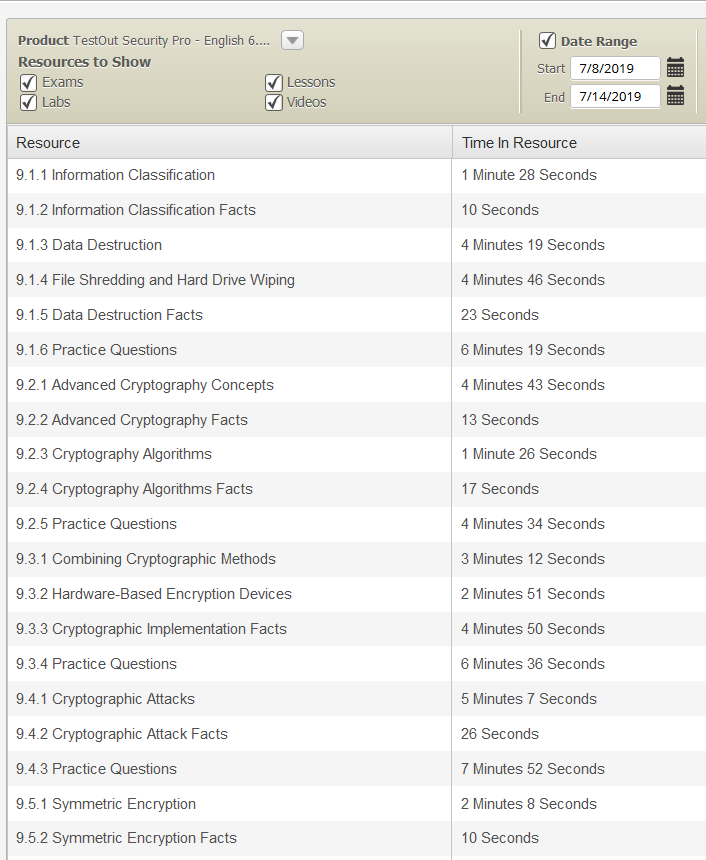 Product TestOut Security Pro - English 6....
Resources to Show
Exams Lessons
Labs Videos
Date Range
Start 7/8/2019
End 7/14/2019
Resource Time In Resource
9.1.1 Information Classification 1 Minute 28 Seconds
9.1.2 Information Classification Facts 10 Seconds
9.1.3 Data Destruction 4 Minutes 19 Seconds
9.1.4 File Shredding and Hard Drive Wiping 4 Minutes 46 Seconds
9.1.5 Data Destruction Facts 23 Seconds
9.1.6 Practice Questions 6 Minutes 19 Seconds
9.2.1 Advanced Cryptography Concepts 4 Minutes 43 Seconds
9.2.2 Advanced Cryptography Facts 13 Seconds
9.2.3 Cryptography Algorithms 1 Minute 26 Seconds
9.2.4 Cryptography Algorithms Facts 17 Seconds
9.2.5 Practice Questions 4 Minutes 34 Seconds
9.3.1 Combining Cryptographic Methods 3 Minutes 12 Seconds
9.3.2 Hardware-Based Encryption Devices 2 Minutes 51 Seconds
9.3.3 Cryptographic Implementation Facts 4 Minutes 50 Seconds
9.3.4 Practice Questions 6 Minutes 36 Seconds
9.4.1 Cryptographic Attacks 5 Minutes 7 Seconds
9.4.2 Cryptographic Attack Facts 26 Seconds
9.4.3 Practice Questions 7 Minutes 52 Seconds
9.5.1 Symmetric Encryption 2 Minutes 8 Seconds
9.5.2 Symmetric Encryption Facts 10 Seconds